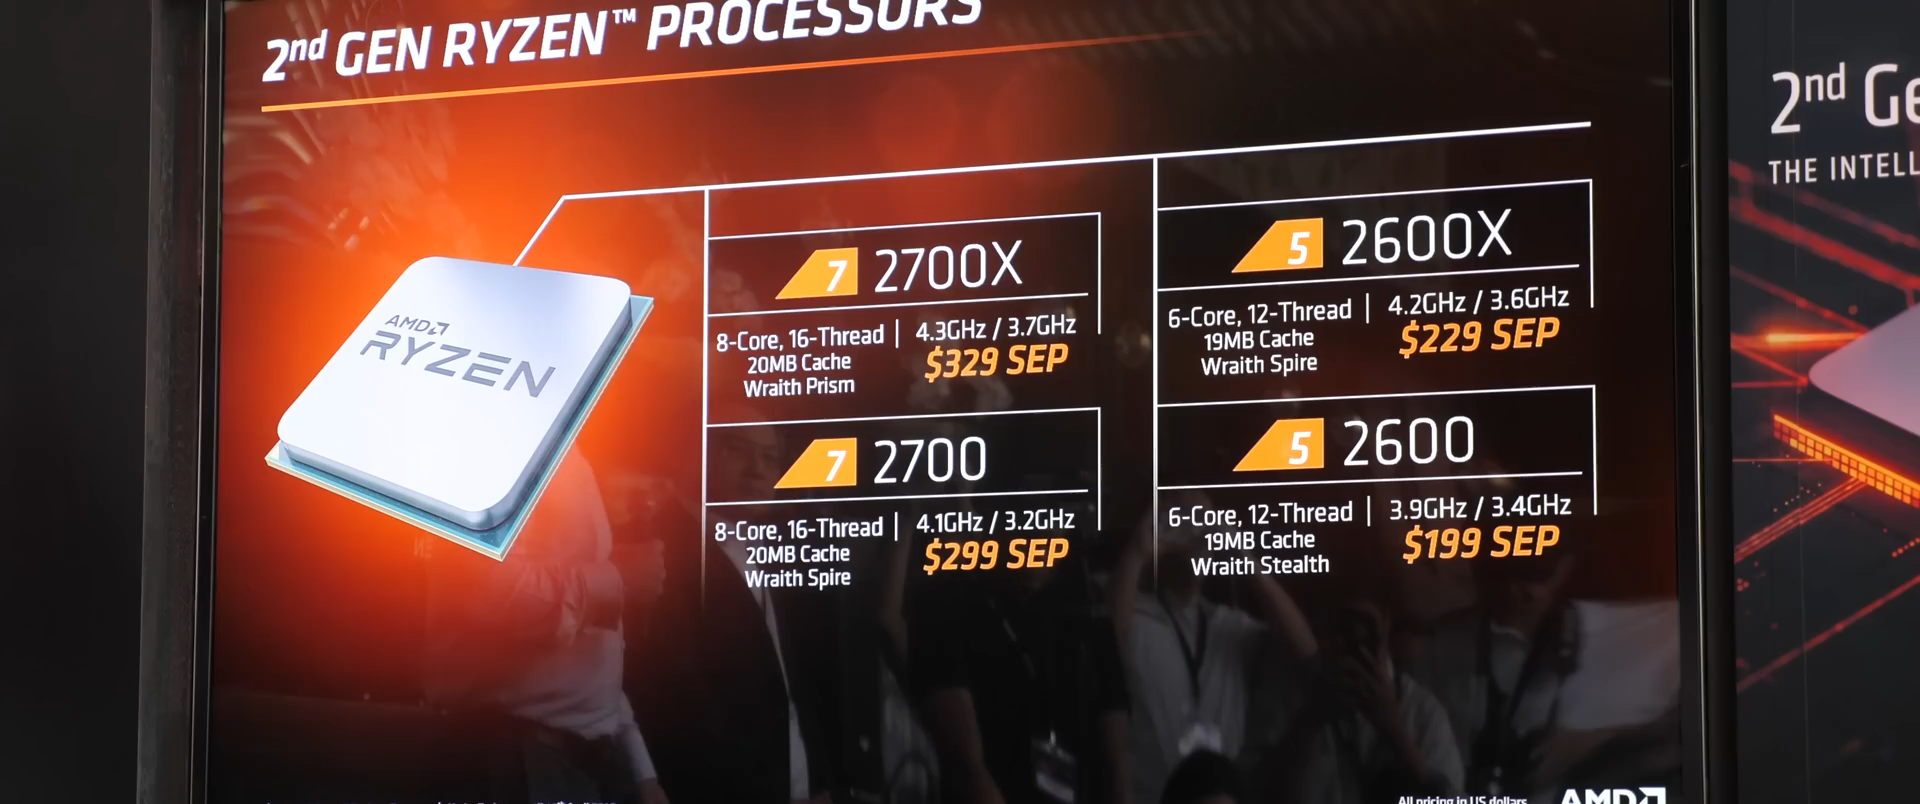 2nd GEN RYZEN™ PROCESSORS
AMD
RYZEN
7 2700X
8-Core, 16-Thread | 4.3GHz / 3.7GHz
20MB Cache
$329 SEP
Wraith Prism
7 2700
8-Core, 16-Thread | 4.1GHz / 3.2GHz
20MB Cache
$299 SEP
Wraith Spire
5 2600X
6-Core, 12-Thread | 4.2GHz / 3.6GHz
19MB Cache
$229 SEP
Wraith Spire
5 2600
6-Core, 12-Thread | 3.9GHz / 3.4GHz
19MB Cache
$199 SEP
Wraith Stealth
All pricing in US dollars
AMD
2nd Ge
THE INTELL